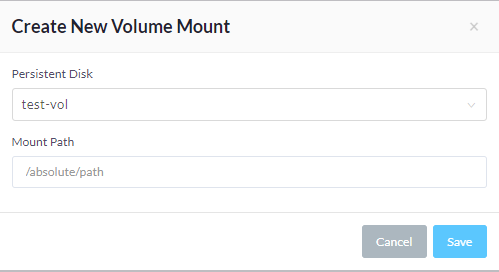 Create New Volume Mount
Persistent Disk
test-vol
Mount Path
/absolute/path
Cancel
Save